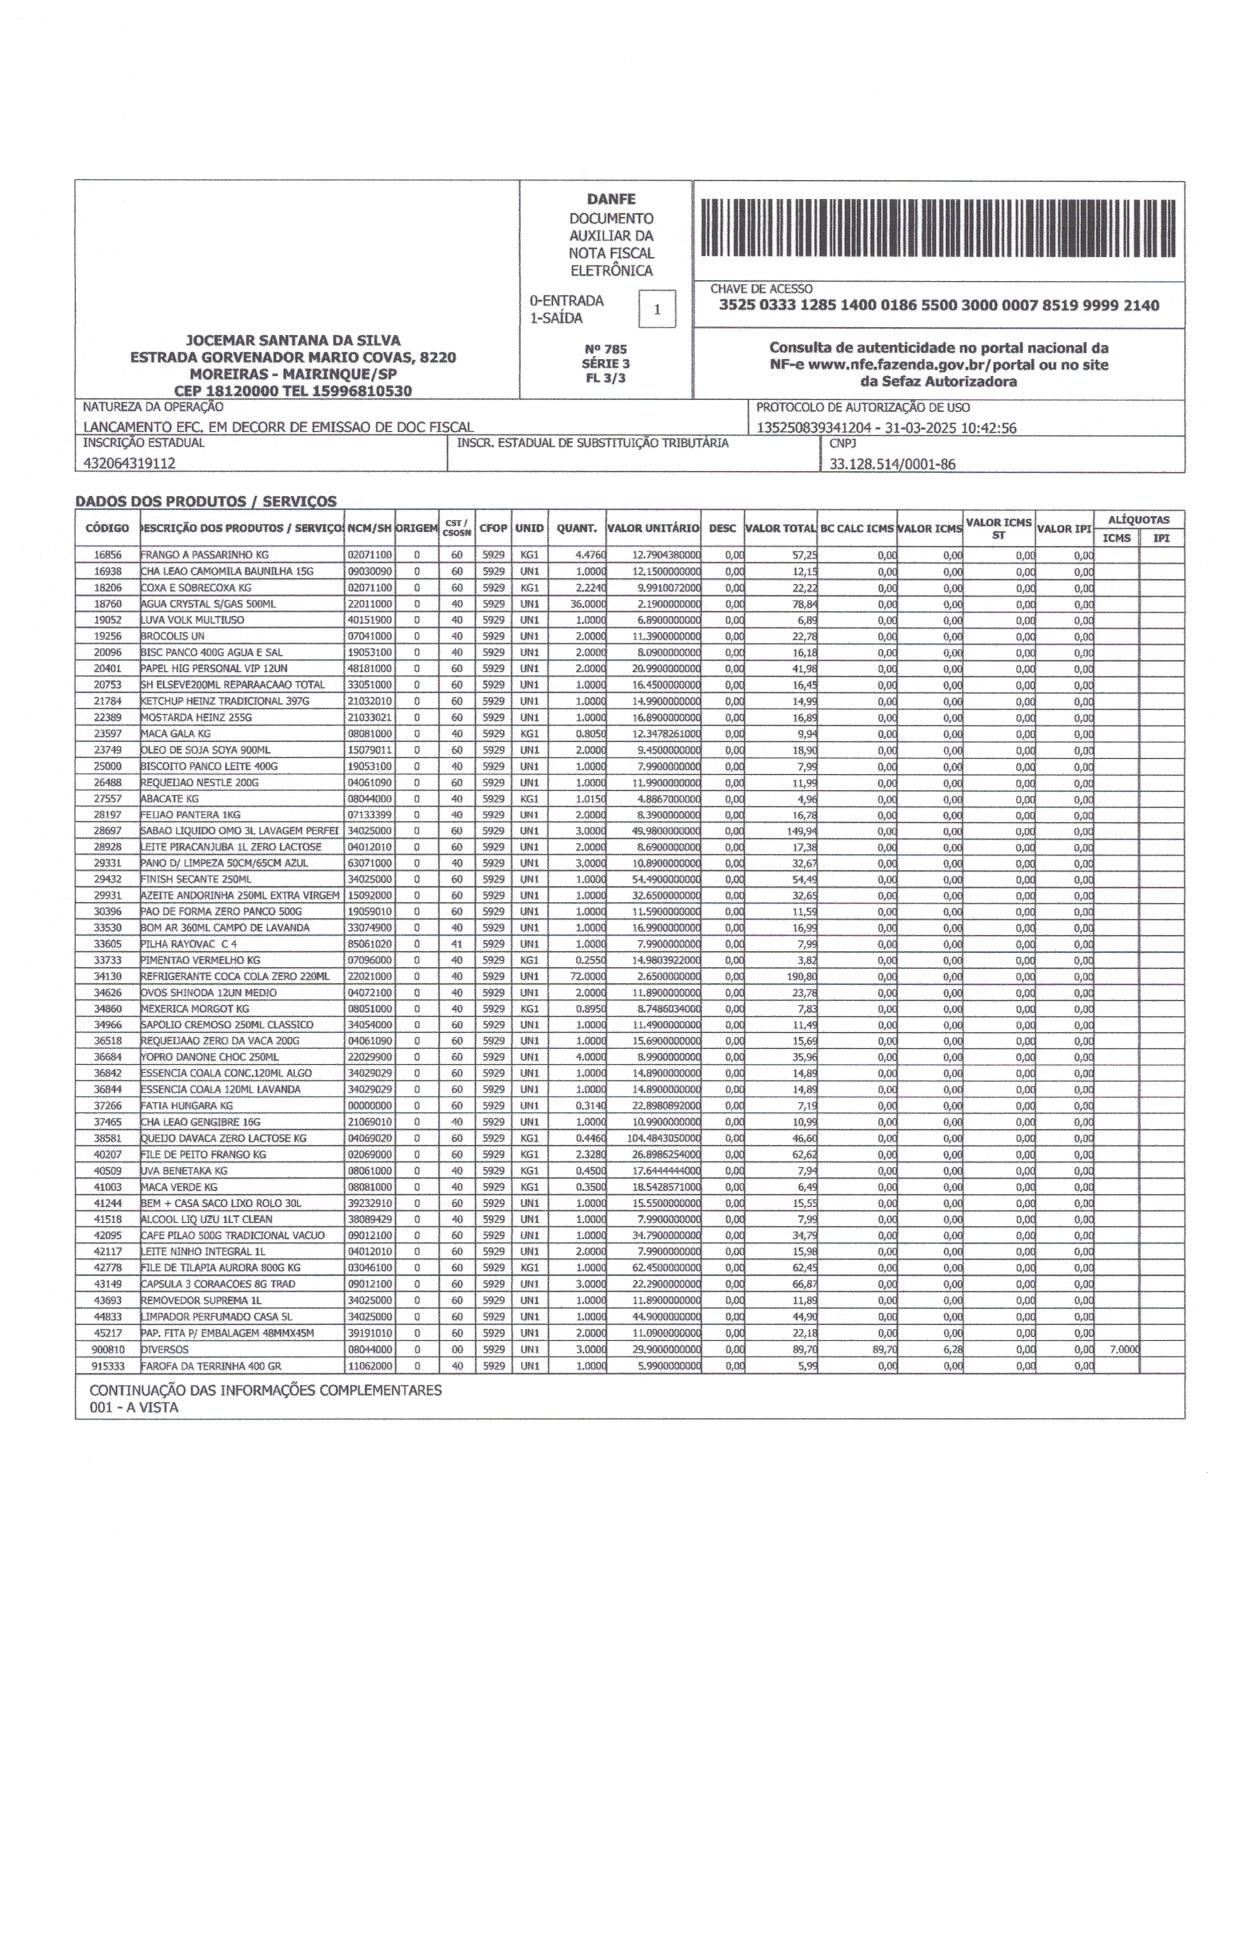 JOCEMAR SANTANA DA SILVA
ESTRADA GORVENADOR MARIO COVAS, 8220
MOREIRAS - MAIRINQUE/SP
CEP 18120000 TEL 15996810530
DANFE
DOCUMENTO
AUXILIAR DA
NOTA FISCAL
ELETRÔNICA
0-ENTRADA
1-SAÍDA
1
Nº 785
SÉRIE 3
FL 3/3
CHAVE DE ACESSO
3525 0333 1285 1400 0186 5500 3000 0007 8519 9999 2140
Consulta de autenticidade no portal nacional da
NF-e www.nfe.fazenda.gov.br/portal ou no site
da Sefaz Autorizadora
NATUREZA DA OPERAÇÃO
LANCAMENTO EFC. EM DECORR DE EMISSAO DE DOC FISCAL
PROTOCOLO DE AUTORIZAÇÃO DE USO
135250839341204 - 31-03-2025 10:42:56
INSCRIÇÃO ESTADUAL
432064319112
INSCR. ESTADUAL DE SUBSTITUIÇÃO TRIBUTÁRIA
CNPJ
33.128.514/0001-86
DADOS DOS PRODUTOS / SERVIÇOS
CÓDIGO DESCRIÇÃO DOS PRODUTOS / SERVIÇO NCM/SH ORIGEM CST / CSOSN CFOP UNID QUANT. VALOR UNITÁRIO DESC VALOR TOTAL BC CALC ICMS VALOR ICMS VALOR ICMS ST VALOR IPI ALÍQUOTAS ICMS IPI
16856 FRANGO A PASSARINHO KG 02071100 0 60 5929 KG1 4.4760 12.7904380000 0,00 57,25 0,00 0,00 0,00 0,00
16938 CHA LEAO CAMOMILA BAUNILHA 15G 09030090 0 60 5929 UN1 1.0000 12.1500000000 0,00 12,15 0,00 0,00 0,00 0,00
18206 COXA E SOBRECOXA KG 02071100 0 60 5929 KG1 2.2240 9.9910072000 0,00 22,22 0,00 0,00 0,00 0,00
18760 AGUA CRYSTAL S/GAS 500ML 22011000 0 40 5929 UN1 36.0000 2.1900000000 0,00 78,84 0,00 0,00 0,00 0,00
19052 LUVA VOLK MULTIUSO 40151900 0 40 5929 UN1 1.0000 6.8900000000 0,00 6,89 0,00 0,00 0,00 0,00
19256 BROCOLIS UN 07041000 0 40 5929 UN1 2.0000 11.3900000000 0,00 22,78 0,00 0,00 0,00 0,00
20096 BISC PANCO 400G AGUA E SAL 19053100 0 40 5929 UN1 2.0000 8.0900000000 0,00 16,18 0,00 0,00 0,00 0,00
20401 PAPEL HIG PERSONAL VIP 12UN 48181000 0 60 5929 UN1 2.0000 20.9900000000 0,00 41,98 0,00 0,00 0,00 0,00
20753 SH ELSEVE200ML REPARAACAAO TOTAL 33051000 0 60 5929 UN1 1.0000 16.4500000000 0,00 16,45 0,00 0,00 0,00 0,00
21784 KETCHUP HEINZ TRADICIONAL 397G 21032010 0 60 5929 UN1 1.0000 14.9900000000 0,00 14,99 0,00 0,00 0,00 0,00
22389 MOSTARDA HEINZ 255G 21033021 0 60 5929 UN1 1.0000 16.8900000000 0,00 16,89 0,00 0,00 0,00 0,00
23597 MACA GALA KG 08081000 0 40 5929 KG1 0.8050 12.3478261000 0,00 9,94 0,00 0,00 0,00 0,00
23749 OLEO DE SOJA SOYA 900ML 15079011 0 60 5929 UN1 2.0000 9.4500000000 0,00 18,90 0,00 0,00 0,00 0,00
25000 BISCOITO PANCO LEITE 400G 19053100 0 40 5929 UN1 1.0000 7.9900000000 0,00 7,99 0,00 0,00 0,00 0,00
26488 REQUEIJAO NESTLE 200G 04061090 0 60 5929 UN1 1.0000 11.9900000000 0,00 11,99 0,00 0,00 0,00 0,00
27557 ABACATE KG 08044000 0 40 5929 KG1 1.0150 4.8867000000 0,00 4,96 0,00 0,00 0,00 0,00
28197 FEIJAO PANTERA 1KG 07133399 0 40 5929 UN1 2.0000 8.3900000000 0,00 16,78 0,00 0,00 0,00 0,00
28697 SABAO LIQUIDO OMO 3L LAVAGEM PERFEI 34025000 0 60 5929 UN1 3.0000 49.9800000000 0,00 149,94 0,00 0,00 0,00 0,00
28928 LEITE PIRACANJUBA 1L ZERO LACTOSE 04012010 0 60 5929 UN1 2.0000 8.6900000000 0,00 17,38 0,00 0,00 0,00 0,00
29331 PANO D/ LIMPEZA 50CM/65CM AZUL 63071000 0 40 5929 UN1 3.0000 10.8900000000 0,00 32,67 0,00 0,00 0,00 0,00
29432 FINISH SECANTE 250ML 34025000 0 60 5929 UN1 1.0000 54.4900000000 0,00 54,49 0,00 0,00 0,00 0,00
29931 AZEITE ANDORINHA 250ML EXTRA VIRGEM 15092000 0 60 5929 UN1 1.0000 32.6500000000 0,00 32,65 0,00 0,00 0,00 0,00
30396 PAO DE FORMA ZERO PANCO 500G 19059010 0 60 5929 UN1 1.0000 11.5900000000 0,00 11,59 0,00 0,00 0,00 0,00
33530 BOM AR 360ML CAMPO DE LAVANDA 33074900 0 40 5929 UN1 1.0000 16.9900000000 0,00 16,99 0,00 0,00 0,00 0,00
33605 PILHA RAYOVAC C 4 85061020 0 41 5929 UN1 1.0000 7.9900000000 0,00 7,99 0,00 0,00 0,00 0,00
33733 PIMENTAO VERMELHO KG 07096000 0 40 5929 KG1 0.2550 14.9803922000 0,00 3,82 0,00 0,00 0,00 0,00
34130 REFRIGERANTE COCA COLA ZERO 220ML 22021000 0 40 5929 UN1 72.0000 2.6500000000 0,00 190,80 0,00 0,00 0,00 0,00
34626 OVOS SHINODA 12UN MEDIO 04072100 0 40 5929 UN1 2.0000 11.8900000000 0,00 23,78 0,00 0,00 0,00 0,00
34860 MEXERICA MORGOT KG 08051000 0 40 5929 KG1 0.8950 8.7486034000 0,00 7,83 0,00 0,00 0,00 0,00
34966 SAPOLIO CREMOSO 250ML CLASSICO 34054000 0 60 5929 UN1 1.0000 11.4900000000 0,00 11,49 0,00 0,00 0,00 0,00
36518 REQUEIJAAO ZERO DA VACA 200G 04061090 0 60 5929 UN1 1.0000 15.6900000000 0,00 15,69 0,00 0,00 0,00 0,00
36684 YOPRO DANONE CHOC 250ML 22029900 0 60 5929 UN1 4.0000 8.9900000000 0,00 35,96 0,00 0,00 0,00 0,00
36842 ESSENCIA COALA CONC.120ML ALGO 34029029 0 60 5929 UN1 1.0000 14.8900000000 0,00 14,89 0,00 0,00 0,00 0,00
36844 ESSENCIA COALA 120ML LAVANDA 34029029 0 60 5929 UN1 1.0000 14.8900000000 0,00 14,89 0,00 0,00 0,00 0,00
37266 FATIA HUNGARA KG 00000000 0 60 5929 UN1 0.3140 22.8980892000 0,00 7,19 0,00 0,00 0,00 0,00
37465 CHA LEAO GENGIBRE 16G 21069010 0 40 5929 UN1 1.0000 10.9900000000 0,00 10,99 0,00 0,00 0,00 0,00
38581 QUEIJO DAVACA ZERO LACTOSE KG 04069020 0 60 5929 KG1 0.4460 104.4843050000 0,00 46,60 0,00 0,00 0,00 0,00
40207 FILE DE PEITO FRANGO KG 02069000 0 60 5929 KG1 2.3280 26.8986254000 0,00 62,62 0,00 0,00 0,00 0,00
40509 UVA BENETAKA KG 08061000 0 40 5929 KG1 0.4500 17.6444444000 0,00 7,94 0,00 0,00 0,00 0,00
41003 MACA VERDE KG 08081000 0 40 5929 KG1 0.3500 18.5428571000 0,00 6,49 0,00 0,00 0,00 0,00
41244 BEM + CASA SACO LIXO ROLO 30L 39232910 0 60 5929 UN1 1.0000 15.5500000000 0,00 15,55 0,00 0,00 0,00 0,00
41518 ALCOOL LIQ UZU 1LT CLEAN 38089429 0 40 5929 UN1 1.0000 7.9900000000 0,00 7,99 0,00 0,00 0,00 0,00
42095 CAFE PILAO 500G TRADICIONAL VACUO 09012100 0 60 5929 UN1 1.0000 34.7900000000 0,00 34,79 0,00 0,00 0,00 0,00
42117 LEITE NINHO INTEGRAL 1L 04012010 0 60 5929 UN1 2.0000 7.9900000000 0,00 15,98 0,00 0,00 0,00 0,00
42778 FILE DE TILAPIA AURORA 800G KG 03046100 0 60 5929 KG1 1.0000 62.4500000000 0,00 62,45 0,00 0,00 0,00 0,00
43149 CAPSULA 3 CORAACOES 8G TRAD 09012100 0 60 5929 UN1 3.0000 22.2900000000 0,00 66,87 0,00 0,00 0,00 0,00
43693 REMOVEDOR SUPREMA 1L 34025000 0 60 5929 UN1 1.0000 11.8900000000 0,00 11,89 0,00 0,00 0,00 0,00
44833 LIMPADOR PERFUMADO CASA 5L 34025000 0 60 5929 UN1 1.0000 44.9000000000 0,00 44,90 0,00 0,00 0,00 0,00
45217 PAP. FITA P/ EMBALAGEM 48MMX45M 39191010 0 60 5929 UN1 2.0000 11.0900000000 0,00 22,18 0,00 0,00 0,00 0,00
900810 DIVERSOS 08044000 0 00 5929 UN1 3.0000 29.9000000000 0,00 89,70 89,70 6,28 0,00 0,00 7.0000
915333 FAROFA DA TERRINHA 400 GR 11062000 0 40 5929 UN1 1.0000 5.9900000000 0,00 5,99 0,00 0,00 0,00 0,00
CONTINUAÇÃO DAS INFORMAÇÕES COMPLEMENTARES
001 - A VISTA